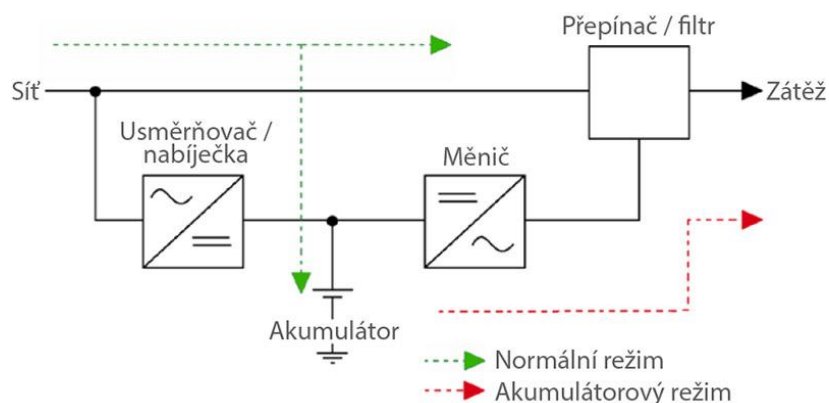 Přepínač / filtr
Síť
Zátěž
Usměrňovač /
nabíječka
Měnič
Akumulátor
Normální režim
Akumulátorový režim